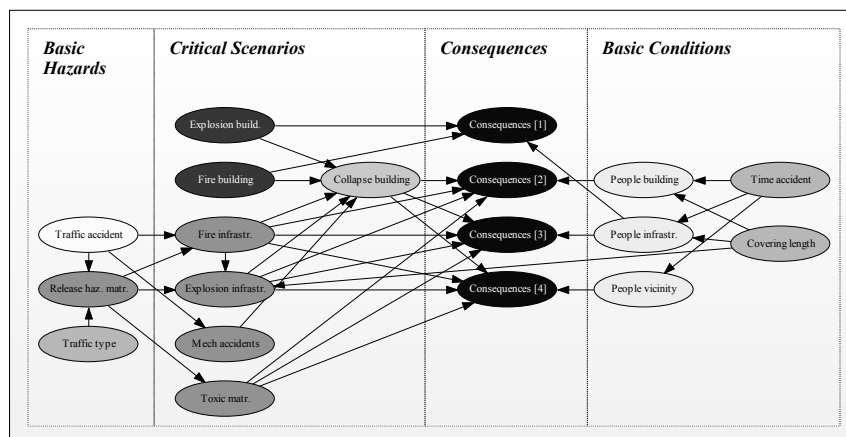 Basic
Hazards
Critical Scenarios
Consequences
Basic Conditions
Explosion build.
Consequences [1]
Fire building
Collapse building
Consequences [2]
People building
Time accident
Traffic accident
Fire infrastr.
Consequences [3]
People infrastr.
Covering length
Release haz. matr.
Explosion infrastr.
Consequences [4]
People vicinity
Traffic type
Mech accidents
Toxic matr.